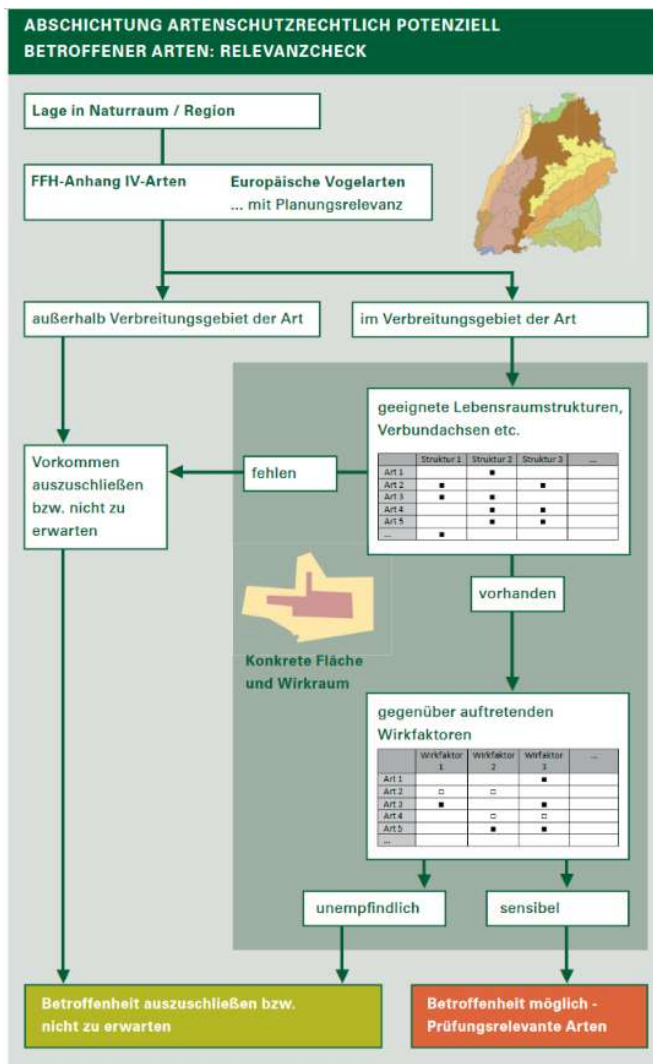 ABSCHICHTUNG ARTENSCHUTZRECHTLICH POTENZIELL
BETROFFENER ARTEN: RELEVANZCHECK
Lage in Naturraum / Region
FFH-Anhang IV-Arten Europäische Vogelarten
... mit Planungsrelevanz
außerhalb Verbreitungsgebiet der Art
im Verbreitungsgebiet der Art
geeignete Lebensraumstrukturen,
Verbundachsen etc.
Struktur 1 Struktur 2 Struktur 3 ...
Art 1 ■
Art 2 ■ ■
Art 3 ■ ■
Art 4 ■ ■
Art 5 ■ ■
... ■
fehlen
Vorkommen
auszuschließen
bzw. nicht zu
erwarten
vorhanden
Konkrete Fläche
und Wirkraum
gegenüber auftretenden
Wirkfaktoren
Wirkfaktor 1 Wirkfaktor 2 Wirfaktor 3 ...
Art 1 ■
Art 2 □ □
Art 3 ■ ■
Art 4 □ □
Art 5 ■ ■
...
unempfindlich
sensibel
Betroffenheit auszuschließen bzw.
nicht zu erwarten
Betroffenheit möglich -
Prüfungsrelevante Arten